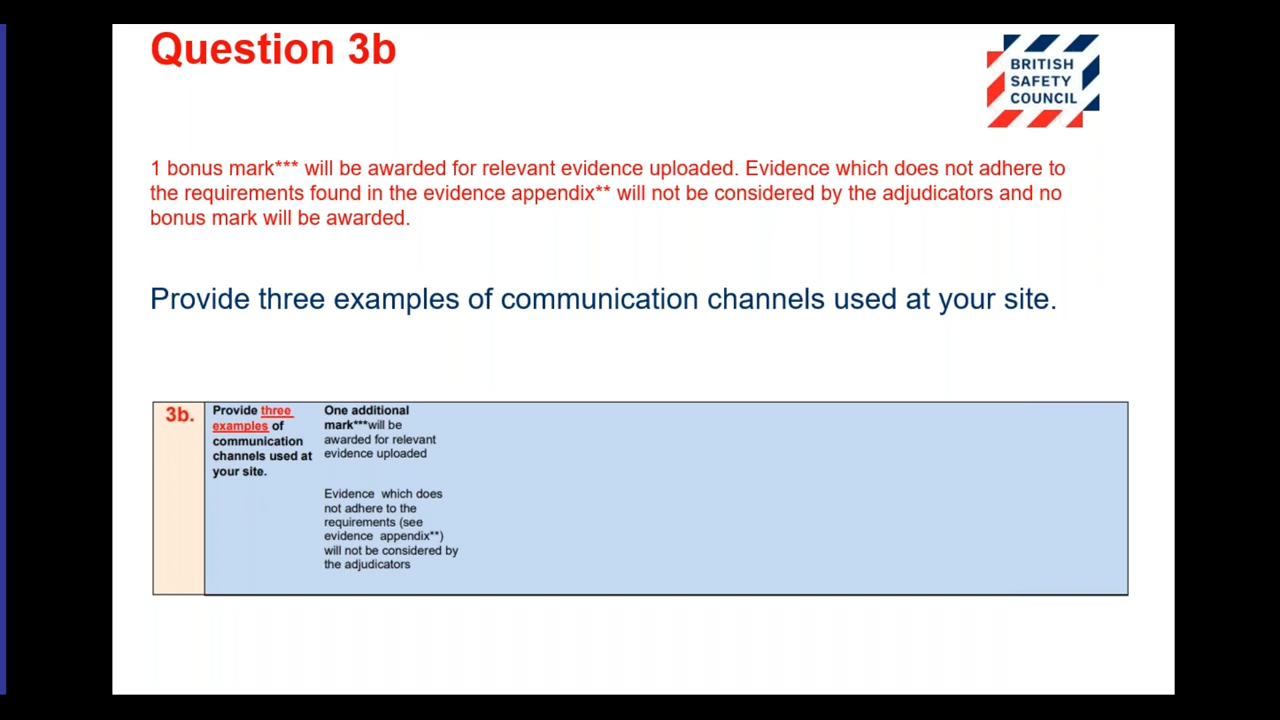 Question 3b
BRITISH
SAFETY
COUNCIL
1 bonus mark*** will be awarded for relevant evidence uploaded. Evidence which does not adhere to
the requirements found in the evidence appendix** will not be considered by the adjudicators and no
bonus mark will be awarded.
Provide three examples of communication channels used at your site.
3b.
Provide three
examples of
communication
channels used at
your site.
One additional
mark***will be
awarded for relevant
evidence uploaded
Evidence which does
not adhere to the
requirements (see
evidence appendix**)
will not be considered by
the adjudicators